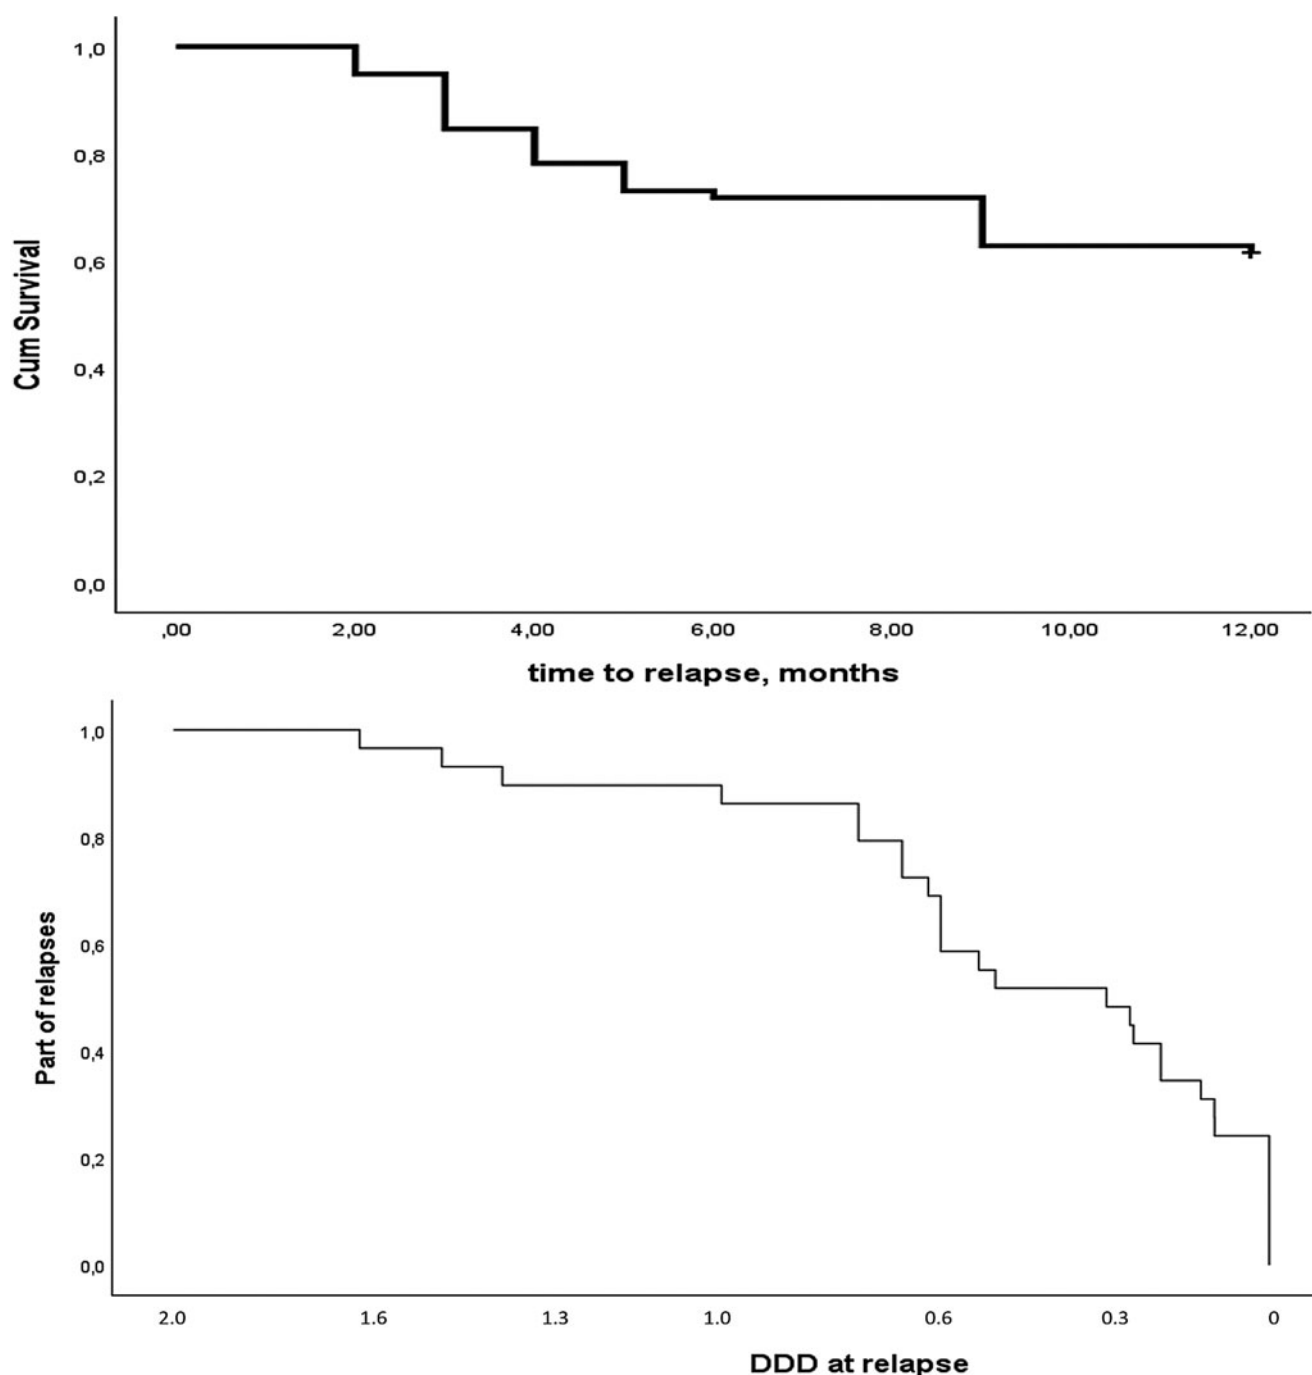 1,0
0,8
0,6
0,4
0,2
0,0
Cum Survival
,00 2,00 4,00 6,00 8,00 10,00 12,00
time to relapse, months
1,0
0,8
0,6
0,4
0,2
0,0
Part of relapses
2.0 1.6 1.3 1.0 0.6 0.3 0
DDD at relapse